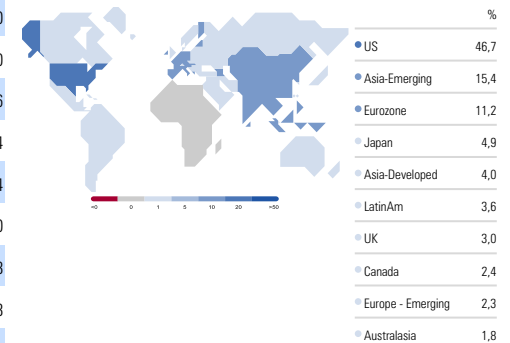 %
US 46,7
Asia-Emerging 15,4
Eurozone 11,2
Japan 4,9
Asia-Developed 4,0
LatinAm 3,6
UK 3,0
Canada 2,4
Europe - Emerging 2,3
Australasia 1,8
<0 0 1 5 10 20 >50